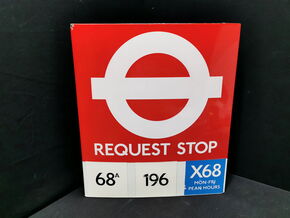 REQUEST STOP
68A 196 X68
MON-FRI
PEAK HOURS